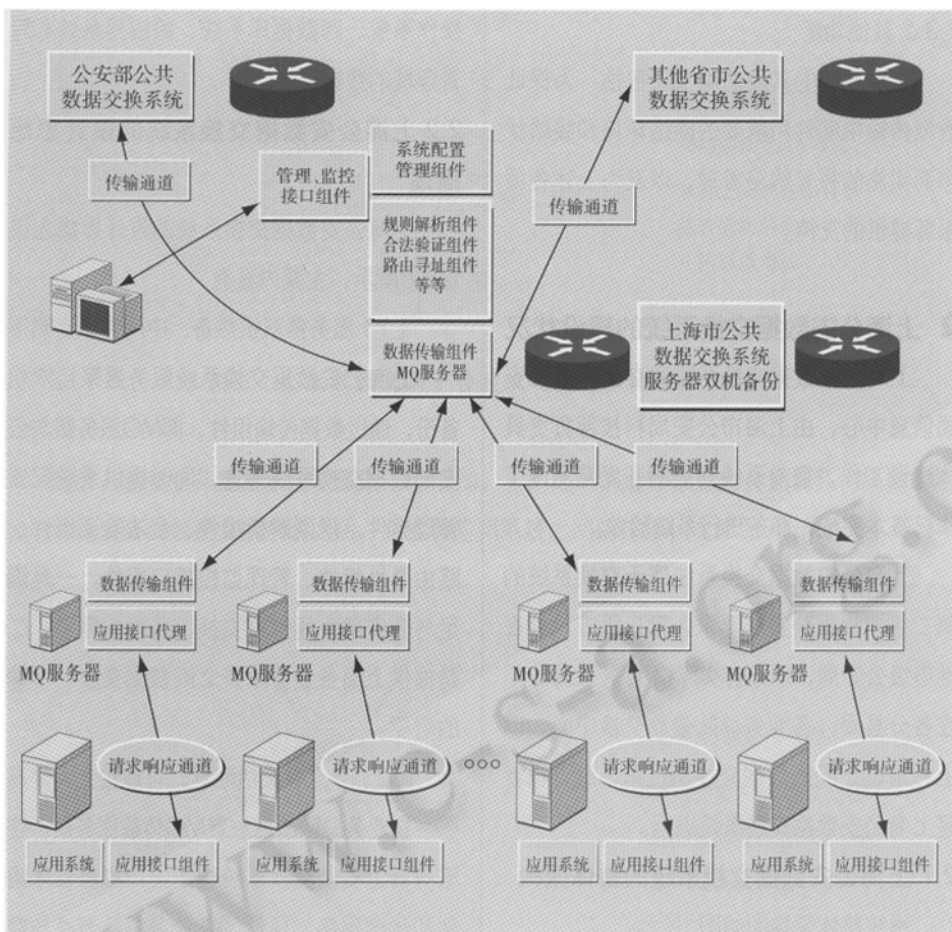 公安部公共
数据交换系统
其他省市公共
数据交换系统
系统配置
管理组件
管理、监控
接口组件
传输通道
传输通道
规则解析组件
合法验证组件
路由寻址组件
等等
数据传输组件
MQ服务器
上海市公共
数据交换系统
服务器双机备份
传输通道
传输通道
传输通道
传输通道
数据传输组件
数据传输组件
数据传输组件
数据传输组件
应用接口代理
应用接口代理
应用接口代理
应用接口代理
MQ服务器
MQ服务器
MQ服务器
MQ服务器
请求响应通道
请求响应通道
请求响应通道
请求响应通道
应用系统
应用接口组件
应用系统
应用接口组件
应用系统
应用接口组件
应用系统
应用接口组件
www.c-s-a.org.c